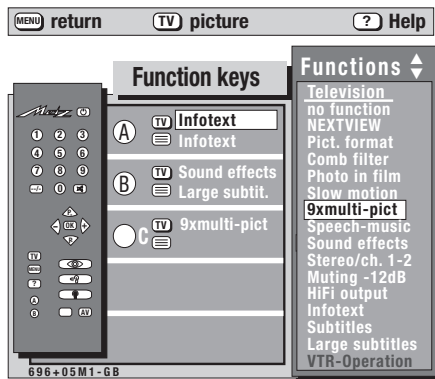 MENU return TV picture ? Help
Function keys
Metz
1 2 3
4 5 6
7 8 9
-/-- 0
P
- OK +
P
TV
MENU
?
A
B AV
A TV Infotext
Infotext
B TV Sound effects
Large subtit.
C TV 9xmulti-pict
696+05M1-GB
Functions
Television
no function
NEXTVIEW
Pict. format
Comb filter
Photo in film
Slow motion
9xmulti-pict
Speech-music
Sound effects
Stereo/ch. 1-2
Muting -12dB
HiFi output
Infotext
Subtitles
Large subtitles
VTR-Operation